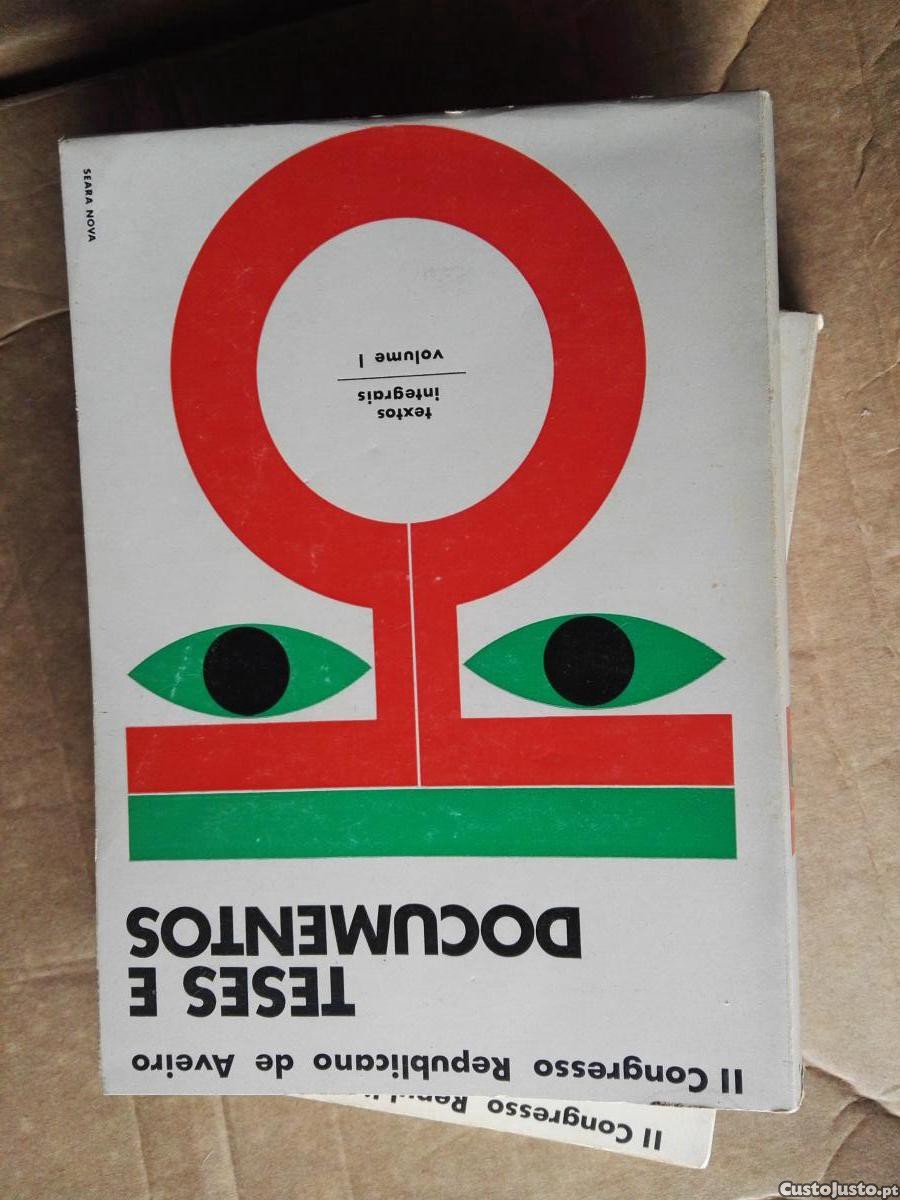 II Congresso Republicano de Aveiro
TESES E
DOCUMENTOS
textos
integrais
volume I
SEARA NOVA
II Congresso
CustoJusto.pt